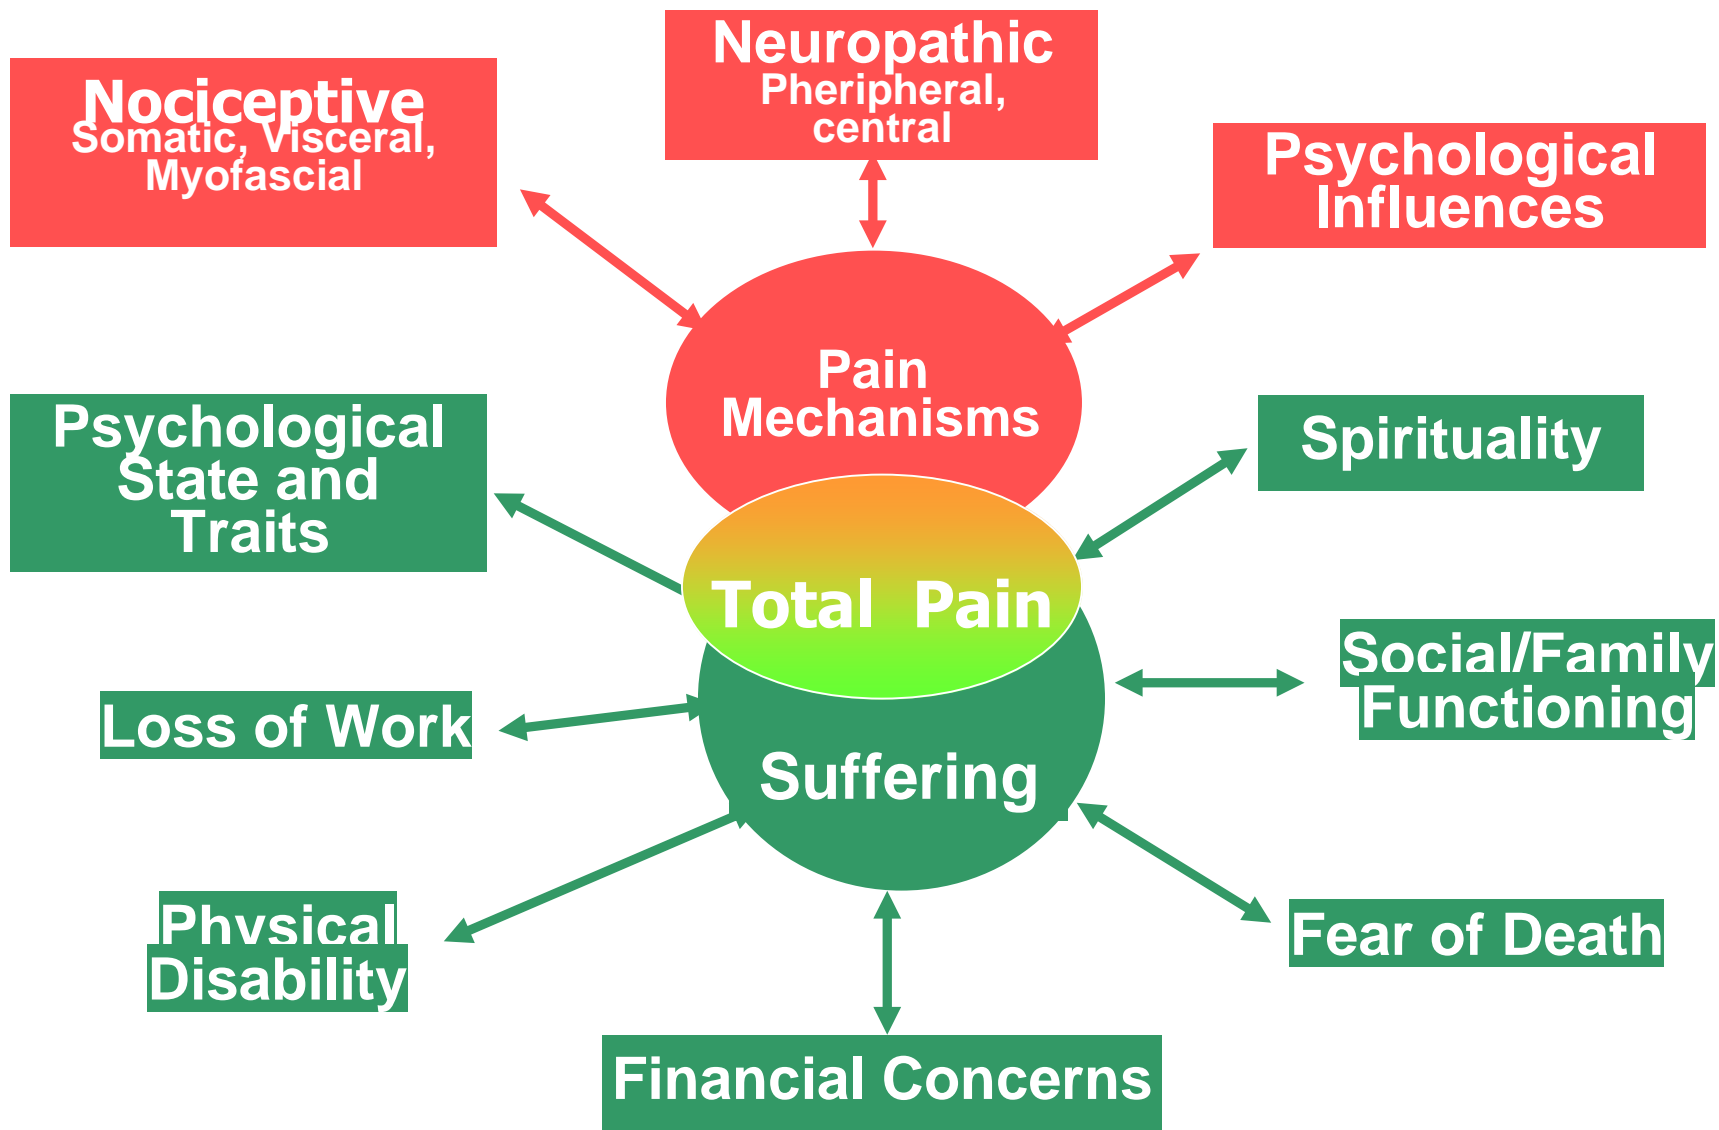 Neuropathic
Pheripheral,
central
Nociceptive
Somatic, Visceral,
Myofascial
Psychological
Influences
Pain
Mechanisms
Psychological
State and
Traits
Spirituality
Total Pain
Social/Family
Functioning
Loss of Work
Suffering
Physical
Disability
Fear of Death
Financial Concerns